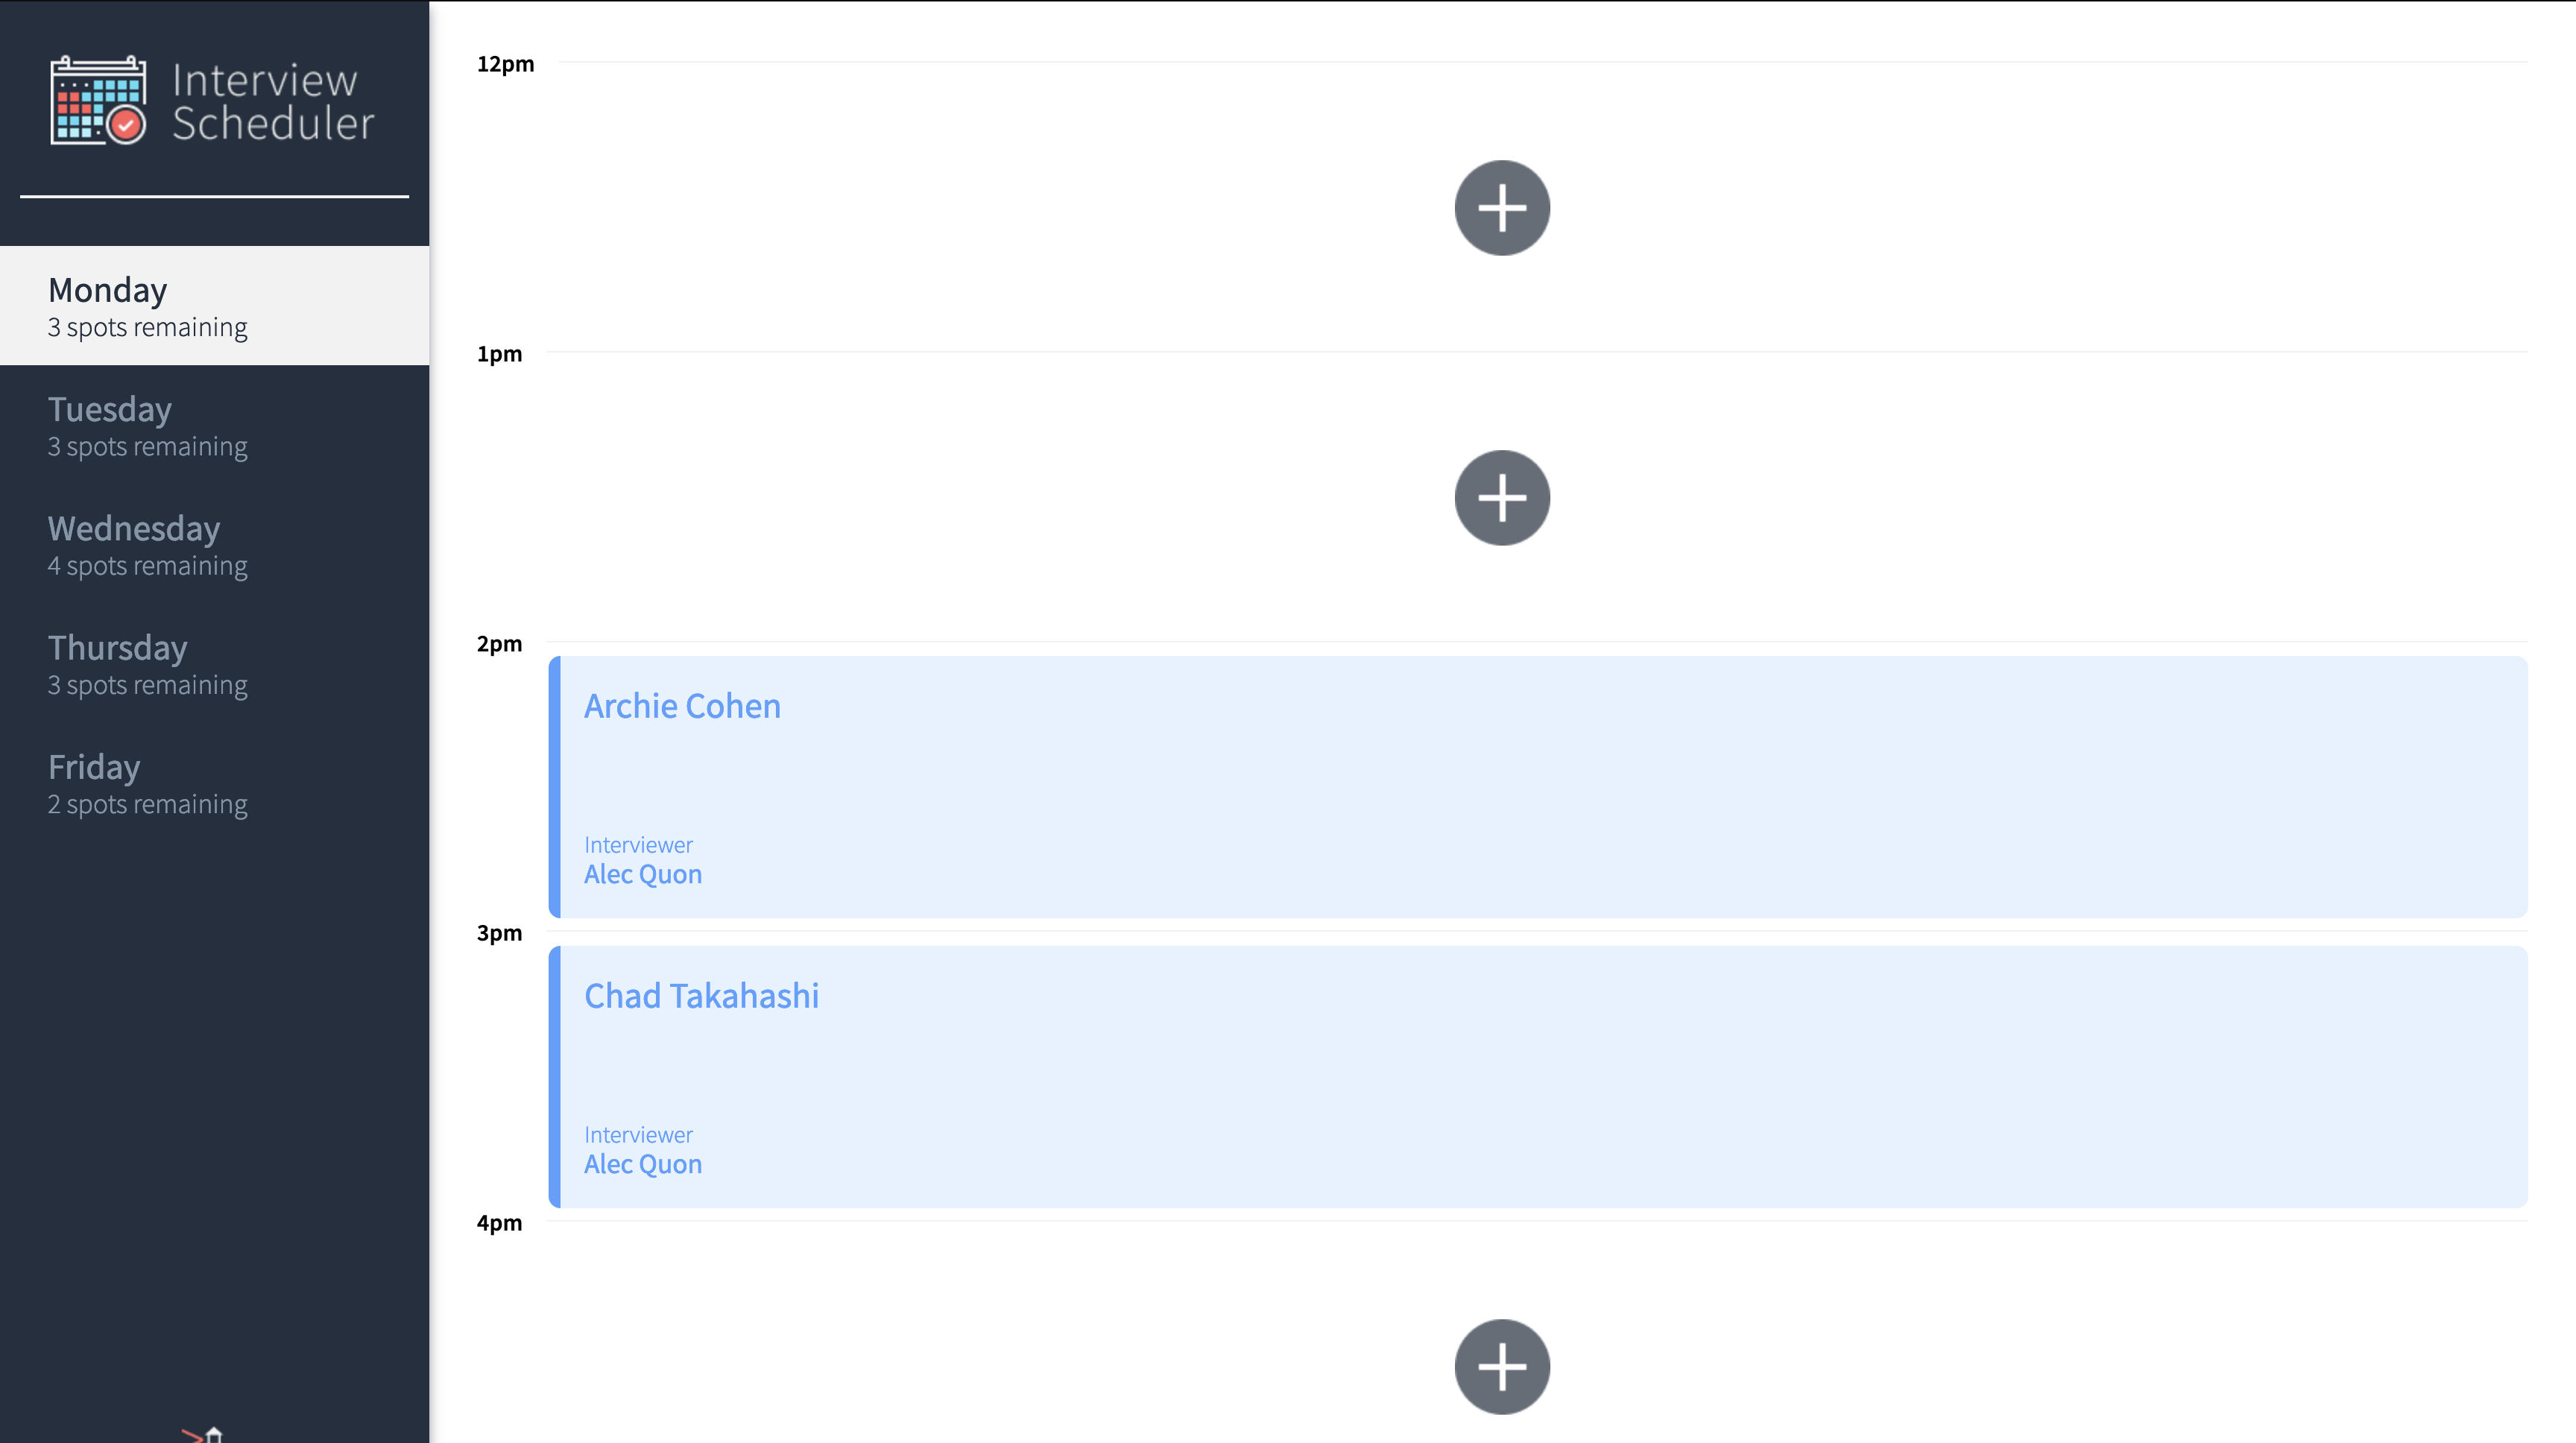 Interview
Scheduler
Monday
3 spots remaining
Tuesday
3 spots remaining
Wednesday
4 spots remaining
Thursday
3 spots remaining
Friday
2 spots remaining
12pm
1pm
2pm
Archie Cohen
Interviewer
Alec Quon
3pm
Chad Takahashi
Interviewer
Alec Quon
4pm